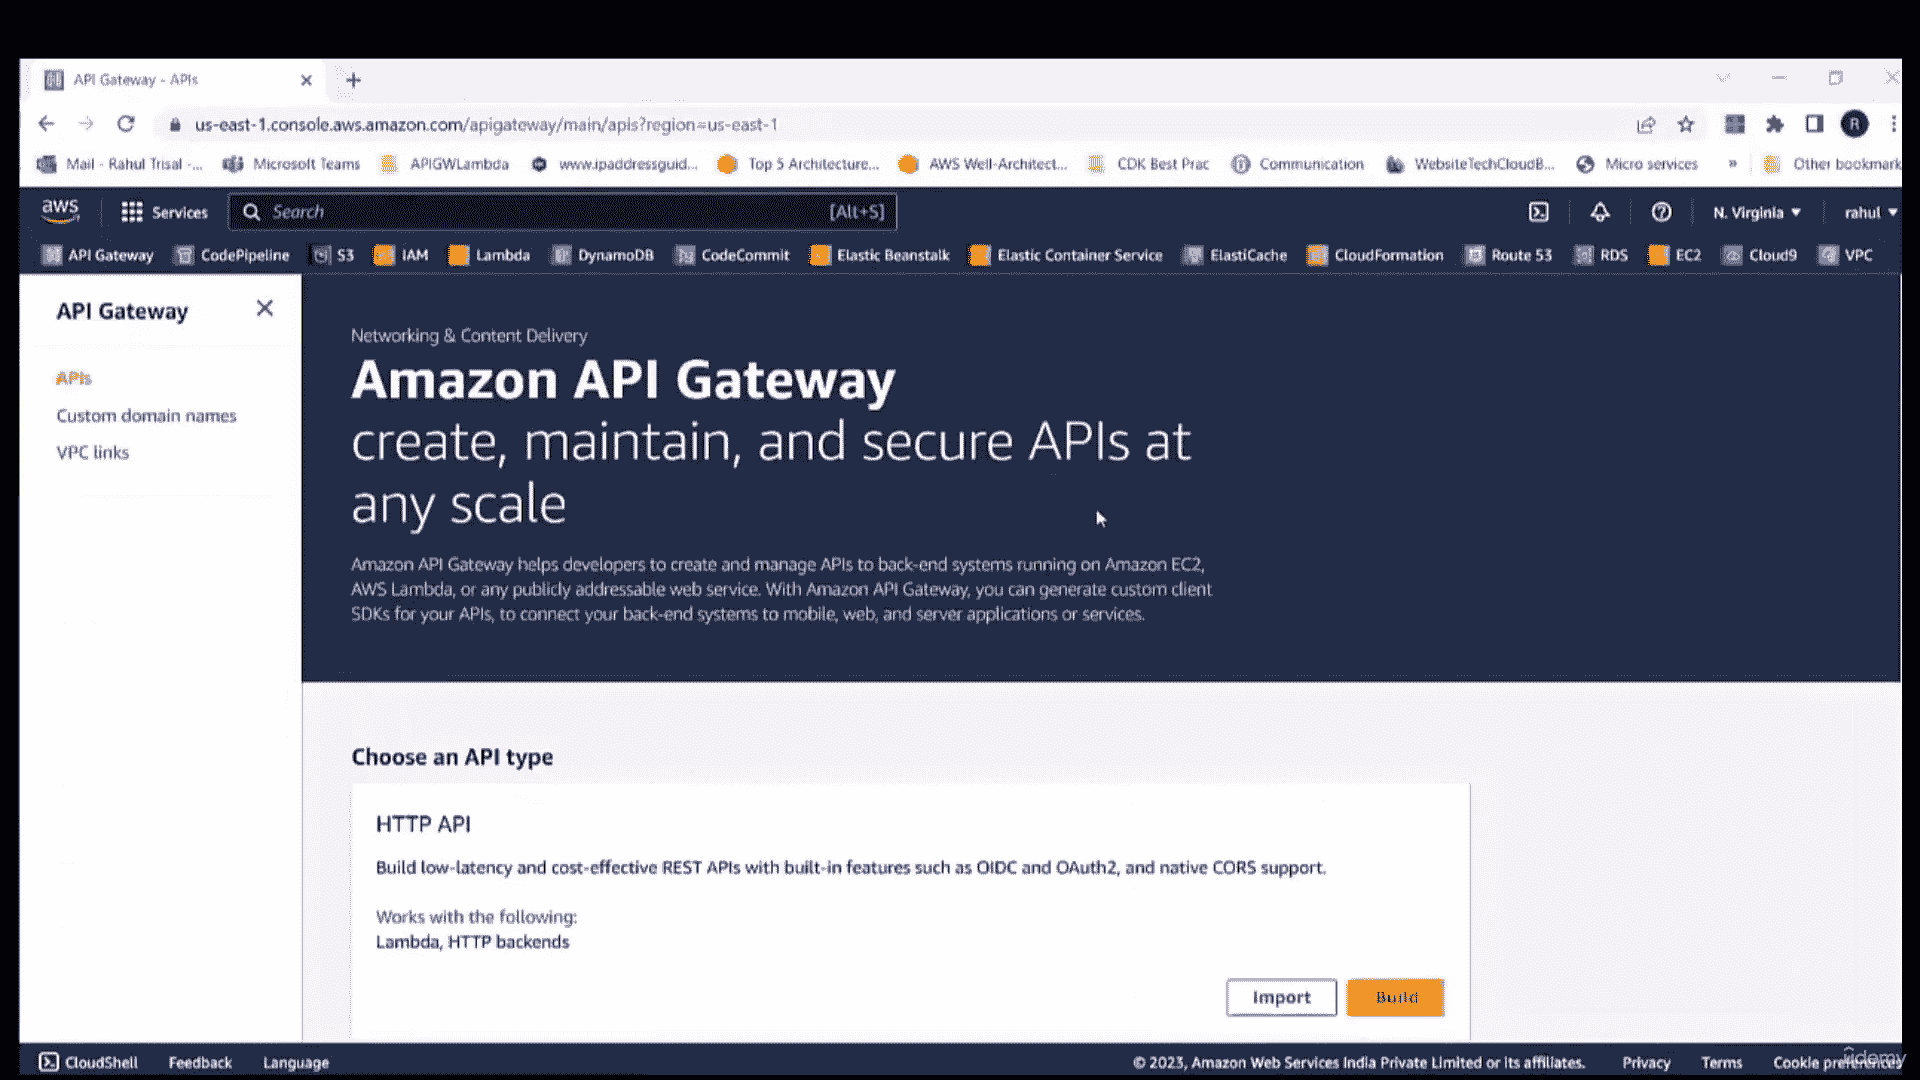 API Gateway - APIs
us-east-1.console.aws.amazon.com/apigateway/main/apis?region=us-east-1
R
Mail - Rahul Trisal -... Microsoft Teams APIGWLambda www.ipaddressguid... Top 5 Architecture... AWS Well-Architect... CDK Best Prac Communication WebsiteTechCloudB... Micro services » Other bookmark
aws Services Search [Alt+S] N. Virginia rahul
API Gateway CodePipeline S3 IAM Lambda DynamoDB CodeCommit Elastic Beanstalk Elastic Container Service ElastiCache CloudFormation Route 53 RDS EC2 Cloud9 VPC
API Gateway
APIs
Custom domain names
VPC links
Networking & Content Delivery
Amazon API Gateway
create, maintain, and secure APIs at
any scale
Amazon API Gateway helps developers to create and manage APIs to back-end systems running on Amazon EC2,
AWS Lambda, or any publicly addressable web service. With Amazon API Gateway, you can generate custom client
SDKs for your APIs, to connect your back-end systems to mobile, web, and server applications or services.
Choose an API type
HTTP API
Build low-latency and cost-effective REST APIs with built-in features such as OIDC and OAuth2, and native CORS support.
Works with the following:
Lambda, HTTP backends
Import Build
CloudShell Feedback Language © 2023, Amazon Web Services India Private Limited or its affiliates. Privacy Terms Cookie preferences
udemy